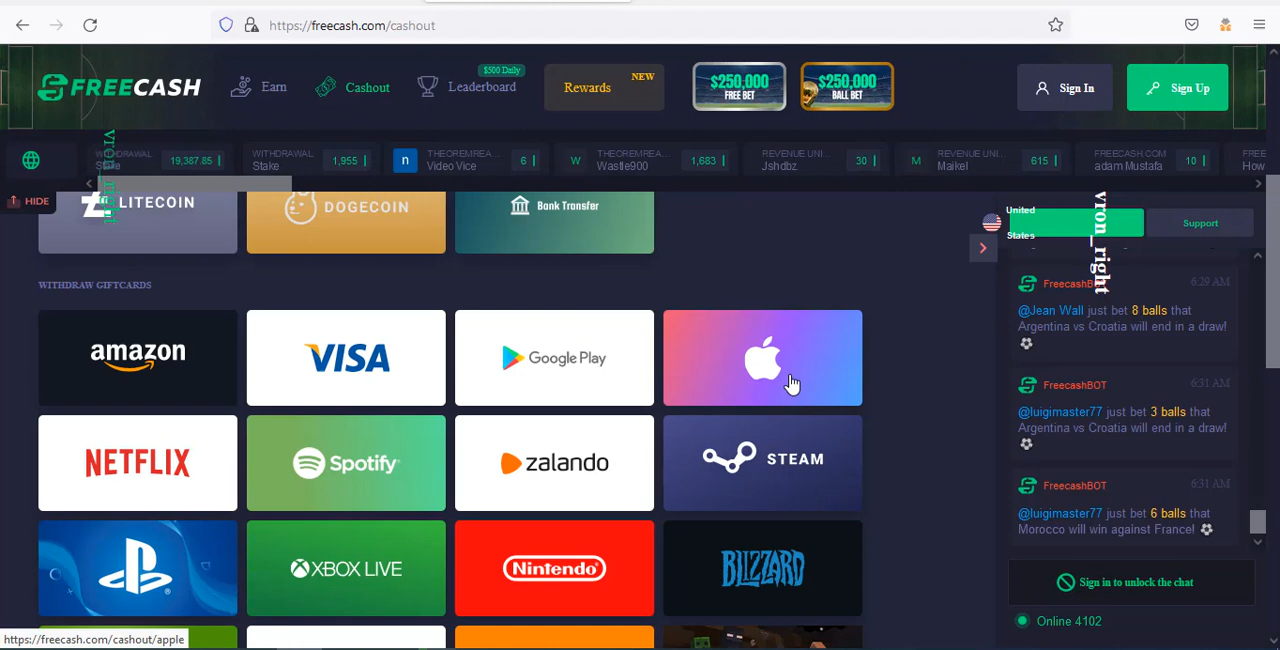 https://freecash.com/cashout
FREECASH
Earn
Cashout
$500 Daily
Leaderboard
NEW
Rewards
$250,000
FREE BET
$250,000
BALL BET
Sign In
Sign Up
WITHDRAWAL
Stake
19,387.85
WITHDRAWAL
Stake
1,955
n
THEOREMREA...
Video Vice
6
W
THEOREMREA...
Wastle900
1,683
REVENUE UNI...
Jshdbz
30
M
REVENUE UNI...
Maikel
615
FREECASH.COM
adam Mustafa
10
FREE
How
HIDE
vron_right
LITECOIN
DOGECOIN
Bank Transfer
United
States
Support
vron_right
WITHDRAW GIFTCARDS
amazon
VISA
Google Play
NETFLIX
Spotify
zalando
STEAM
XBOX LIVE
Nintendo
BLIZZARD
FreecashBOT
6:29 AM
@Jean Wall just bet 8 balls that
Argentina vs Croatia will end in a draw!
FreecashBOT
6:31 AM
@luigimaster77 just bet 3 balls that
Argentina vs Croatia will end in a draw!
FreecashBOT
6:31 AM
@luigimaster77 just bet 6 balls that
Morocco will win against France!
Sign in to unlock the chat
Online 4102
https://freecash.com/cashout/apple